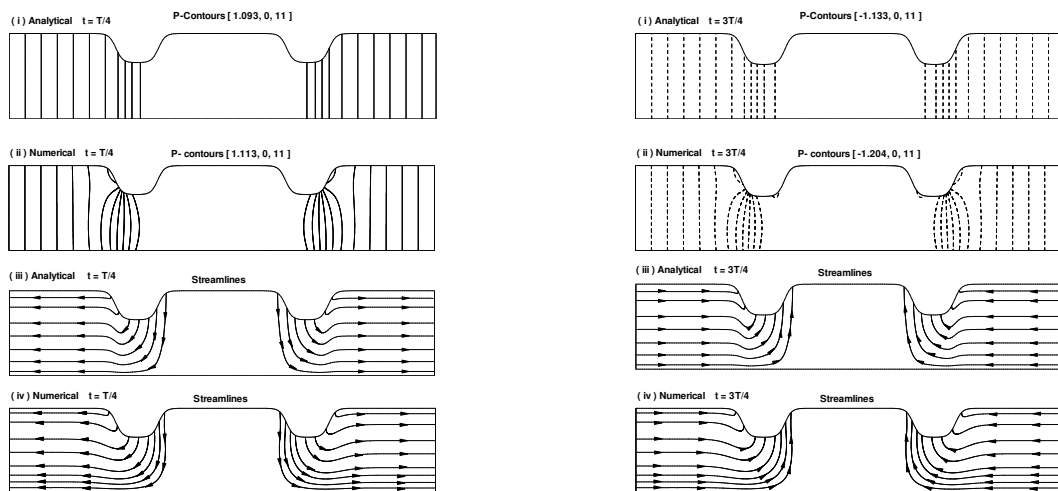 ( i ) Analytical t = T/4 P-Contours [ 1.093, 0, 11 ]
( ii ) Numerical t = T/4 P- contours [ 1.113, 0, 11 ]
(iii) Analytical t = T/4 Streamlines
(iv) Numerical t = T/4 Streamlines
( i ) Analytical t = 3T/4 P-Contours [ -1.133, 0, 11 ]
( ii ) Numerical t = 3T/4 P- contours [ -1.204, 0, 11 ]
(iii) Analytical t = 3T/4 Streamlines
(iv) Numerical t = 3T/4 Streamlines